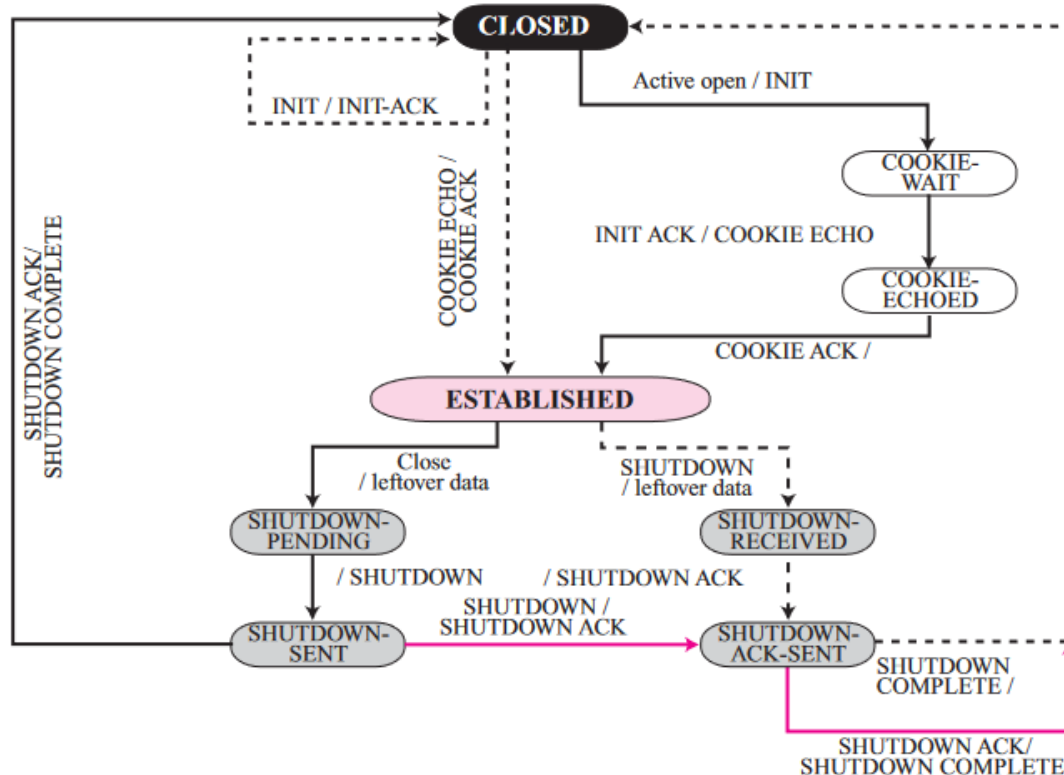 CLOSED
Active open / INIT
INIT / INIT-ACK
COOKIE-
WAIT
COOKIE ECHO /
COOKIE ACK
INIT ACK / COOKIE ECHO
COOKIE-
ECHOED
SHUTDOWN ACK/
SHUTDOWN COMPLETE
COOKIE ACK /
ESTABLISHED
Close
/ leftover data
SHUTDOWN
/ leftover data
SHUTDOWN-
PENDING
SHUTDOWN-
RECEIVED
/ SHUTDOWN
/ SHUTDOWN ACK
SHUTDOWN /
SHUTDOWN ACK
SHUTDOWN-
SENT
SHUTDOWN-
ACK-SENT
SHUTDOWN
COMPLETE /
SHUTDOWN ACK/
SHUTDOWN COMPLETE